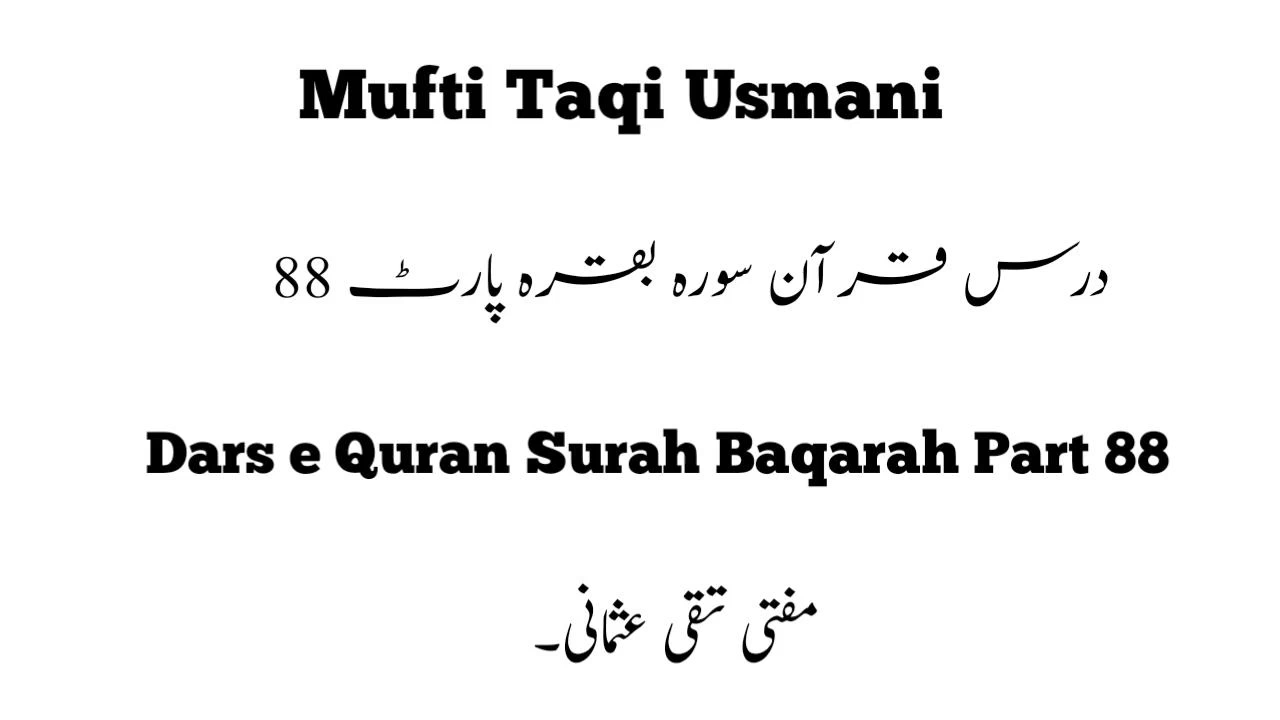 Mufti Taqi Usmani
درس قرآن سورہ بقرہ پارٹ 88
Dars e Quran Surah Baqarah Part 88
مفتی تقی عثمانی۔